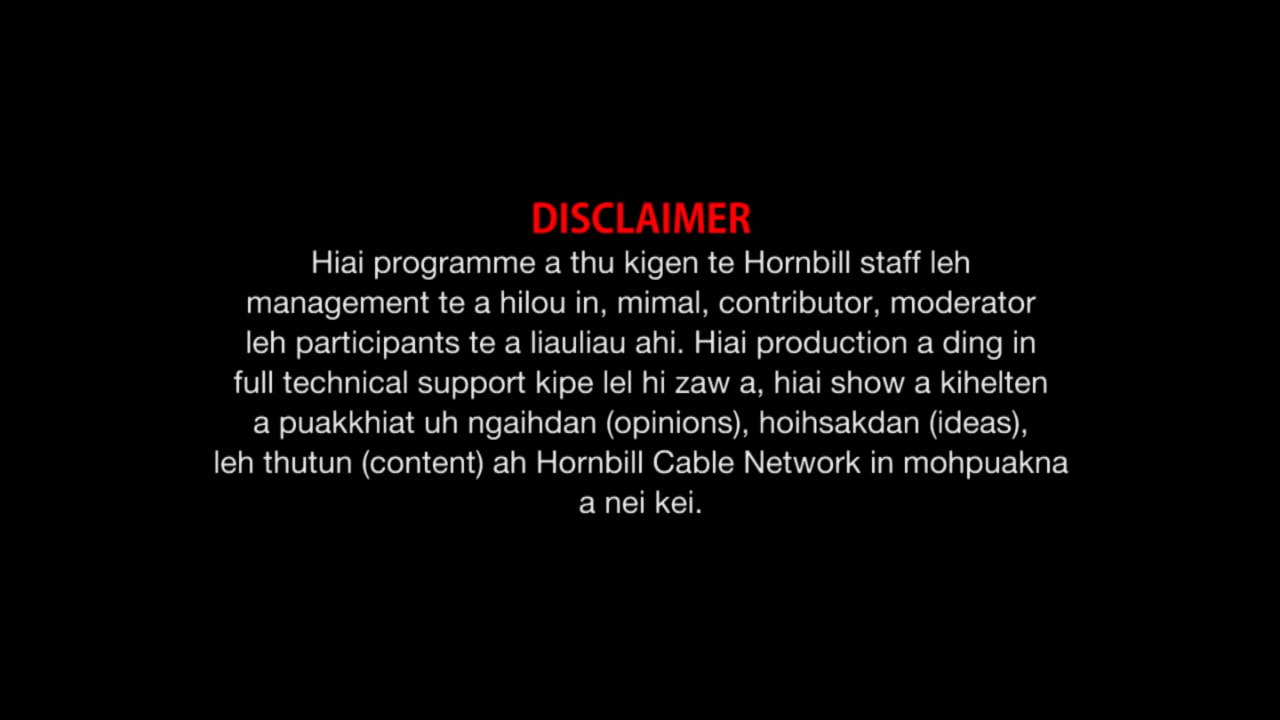 DISCLAIMER
Hiai programme a thu kigen te Hornbill staff leh
management te a hilou in, mimal, contributor, moderator
leh participants te a liauliau ahi. Hiai production a ding in
full technical support kipe lel hi zaw a, hiai show a kihelten
a puakkhiat uh ngaihdan (opinions), hoihsakdan (ideas),
leh thutun (content) ah Hornbill Cable Network in mohpuakna
a nei kei.